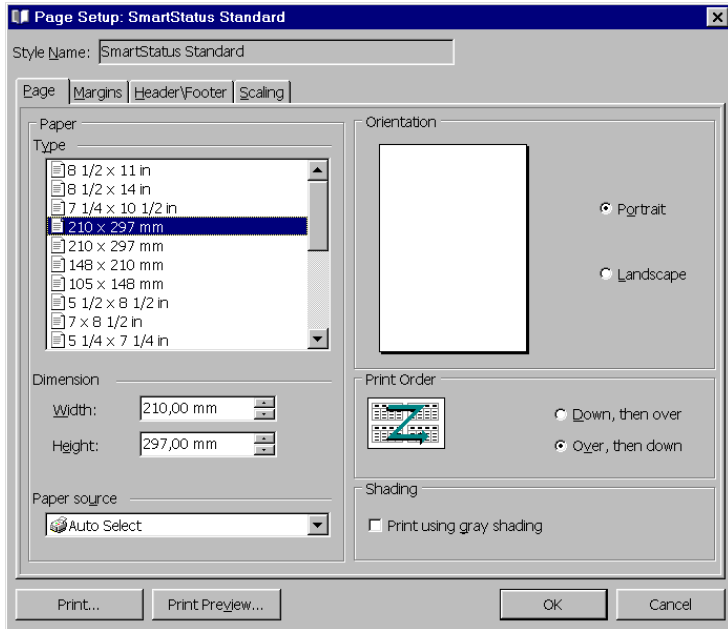 Page Setup: SmartStatus Standard
Style Name: SmartStatus Standard
Page Margins Header\Footer Scaling
Paper
Type
8 1/2 x 11 in
8 1/2 x 14 in
7 1/4 x 10 1/2 in
210 x 297 mm
210 x 297 mm
148 x 210 mm
105 x 148 mm
5 1/2 x 8 1/2 in
7 x 8 1/2 in
5 1/4 x 7 1/4 in
Dimension
Width: 210,00 mm
Height: 297,00 mm
Paper source
Auto Select
Orientation
Portrait
Landscape
Print Order
Down, then over
Over, then down
Shading
Print using gray shading
Print... Print Preview... OK Cancel